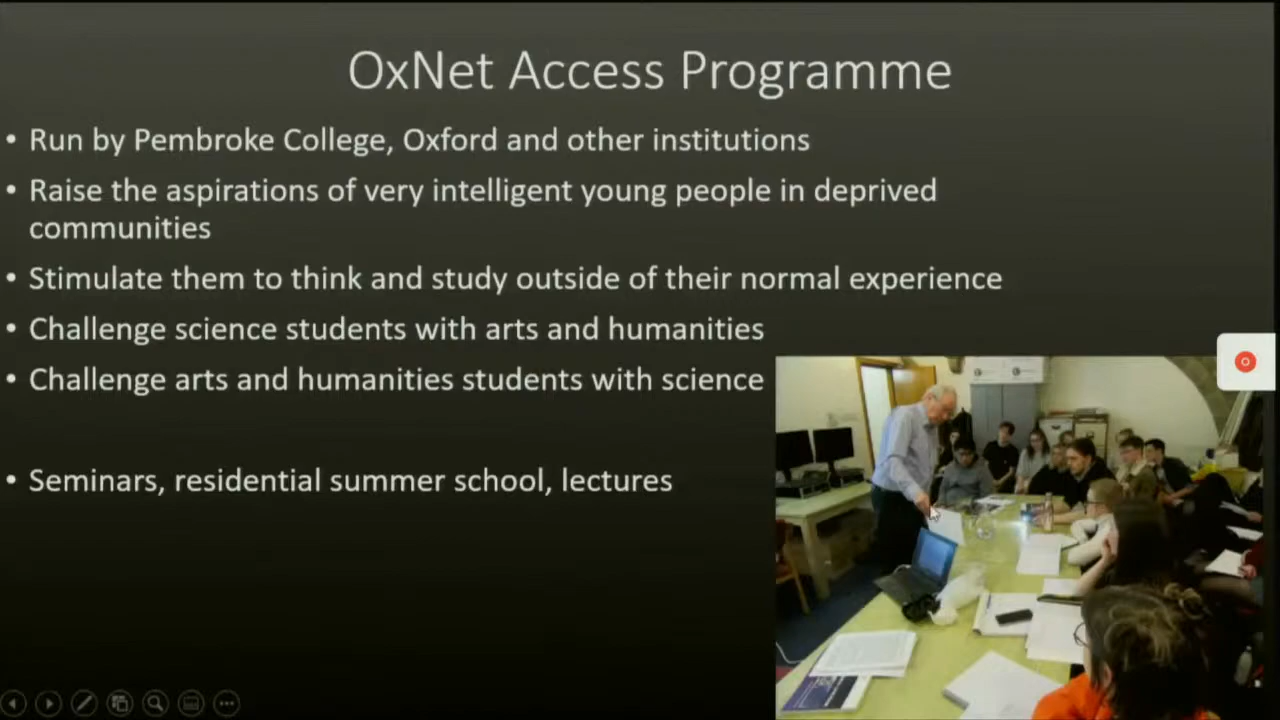 OxNet Access Programme
• Run by Pembroke College, Oxford and other institutions
• Raise the aspirations of very intelligent young people in deprived
communities
• Stimulate them to think and study outside of their normal experience
• Challenge science students with arts and humanities
• Challenge arts and humanities students with science
• Seminars, residential summer school, lectures